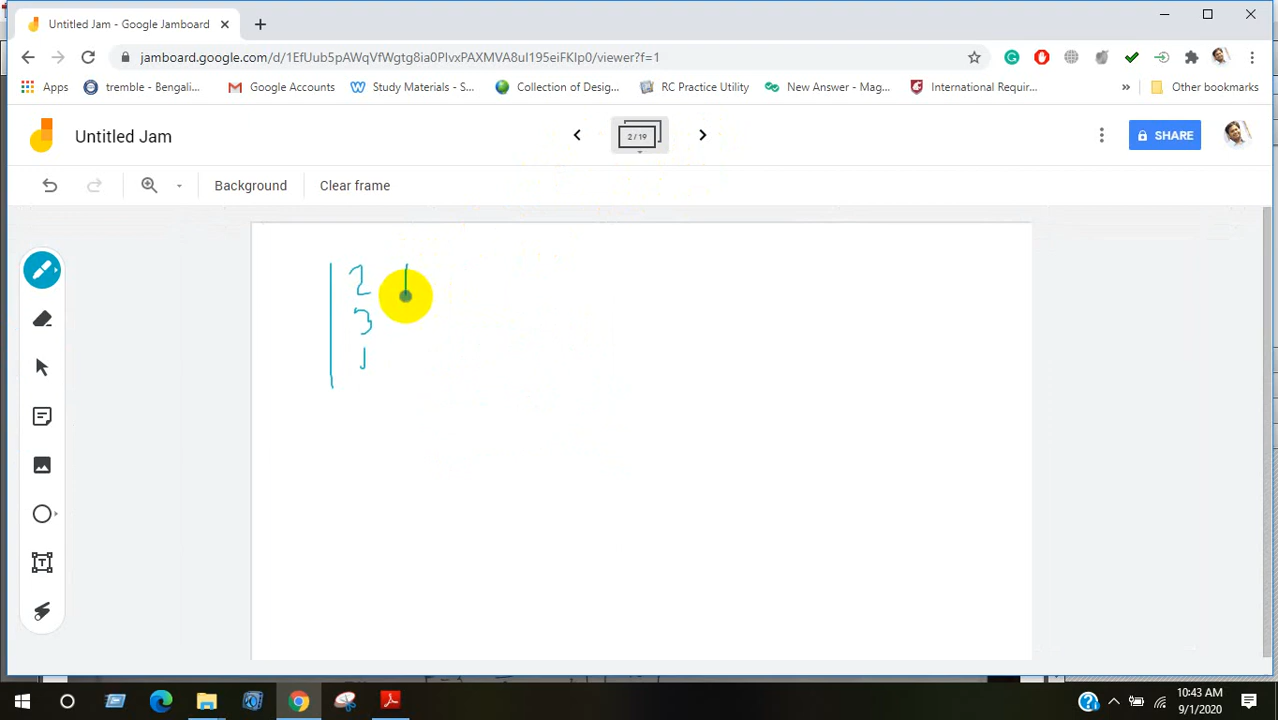 Untitled Jam - Google Jamboard
jamboard.google.com/d/1EfUub5pAWgVfWgtg8ia0PIvxPAXMVA8ul195eiFKIp0/viewer?f=1
Apps tremble - Bengali... Google Accounts Study Materials - S... Collection of Desig... RC Practice Utility New Answer - Mag... International Requir... » Other bookmarks
Untitled Jam 2 / 19 SHARE
Background Clear frame
2 1
3
1
10:43 AM
9/1/2020